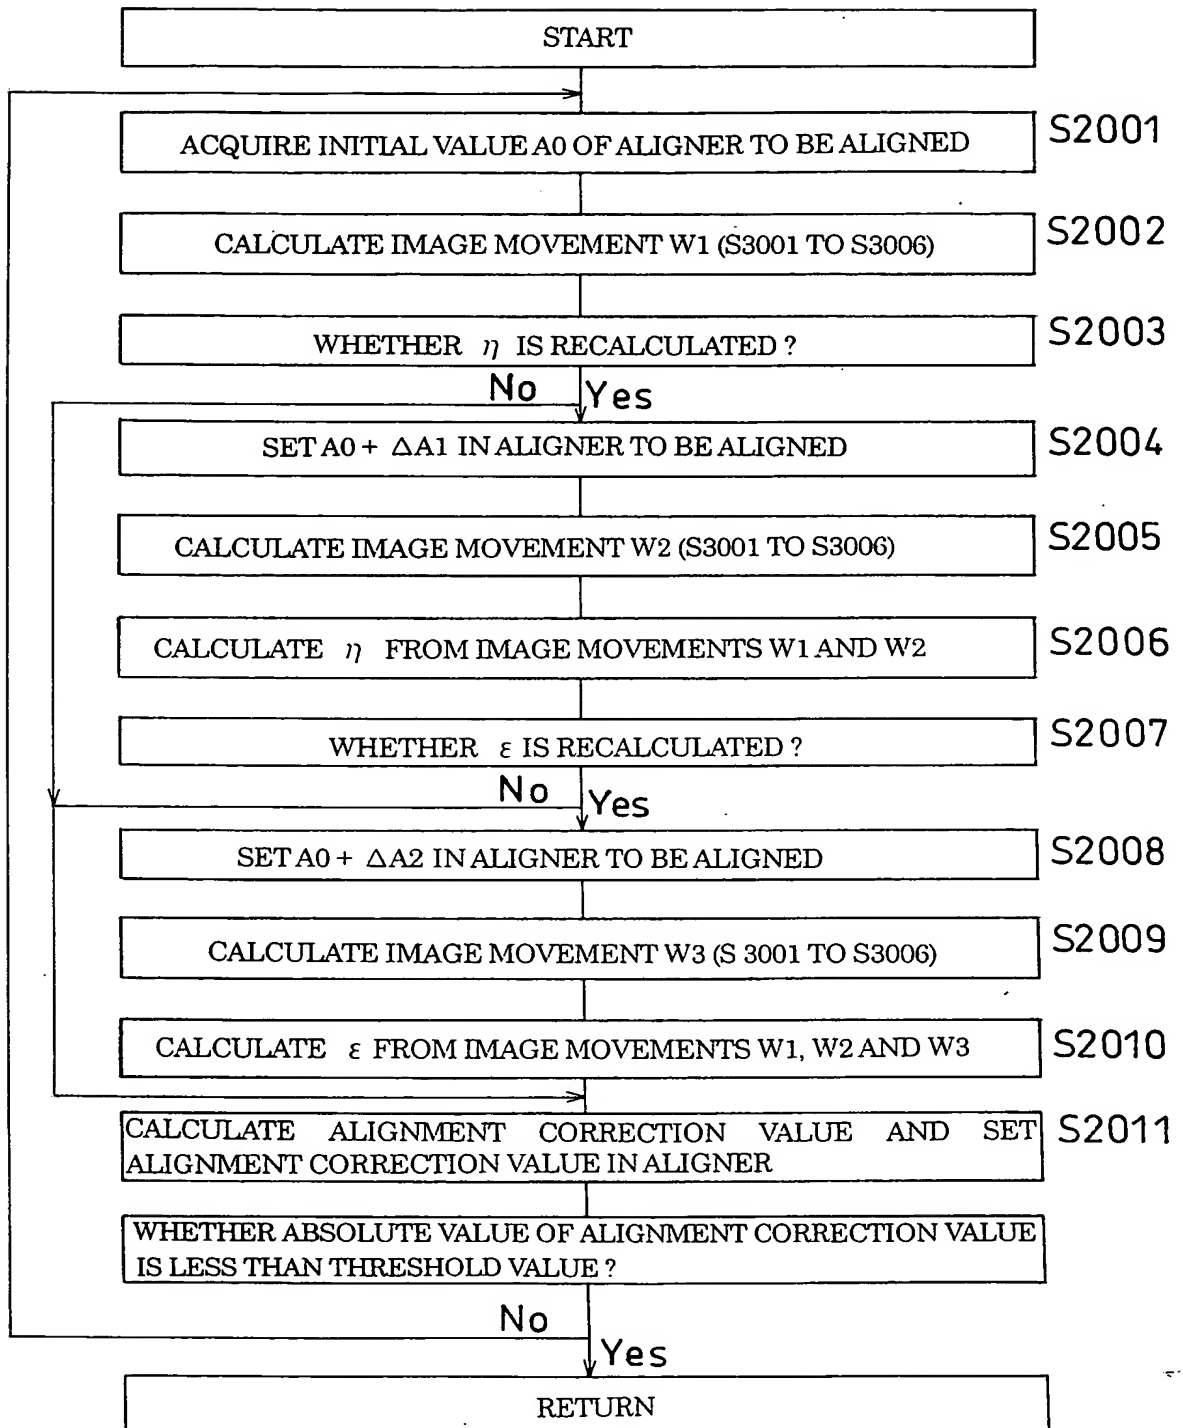 START
ACQUIRE INITIAL VALUE A0 OF ALIGNER TO BE ALIGNED
S2001
CALCULATE IMAGE MOVEMENT W1 (S3001 TO S3006)
S2002
WHETHER η IS RECALCULATED ?
S2003
No
Yes
SET A0 + ΔA1 IN ALIGNER TO BE ALIGNED
S2004
CALCULATE IMAGE MOVEMENT W2 (S3001 TO S3006)
S2005
CALCULATE η FROM IMAGE MOVEMENTS W1 AND W2
S2006
WHETHER ε IS RECALCULATED ?
S2007
No
Yes
SET A0 + ΔA2 IN ALIGNER TO BE ALIGNED
S2008
CALCULATE IMAGE MOVEMENT W3 (S 3001 TO S3006)
S2009
CALCULATE ε FROM IMAGE MOVEMENTS W1, W2 AND W3
S2010
CALCULATE ALIGNMENT CORRECTION VALUE AND SET
ALIGNMENT CORRECTION VALUE IN ALIGNER
S2011
WHETHER ABSOLUTE VALUE OF ALIGNMENT CORRECTION VALUE
IS LESS THAN THRESHOLD VALUE ?
No
Yes
RETURN